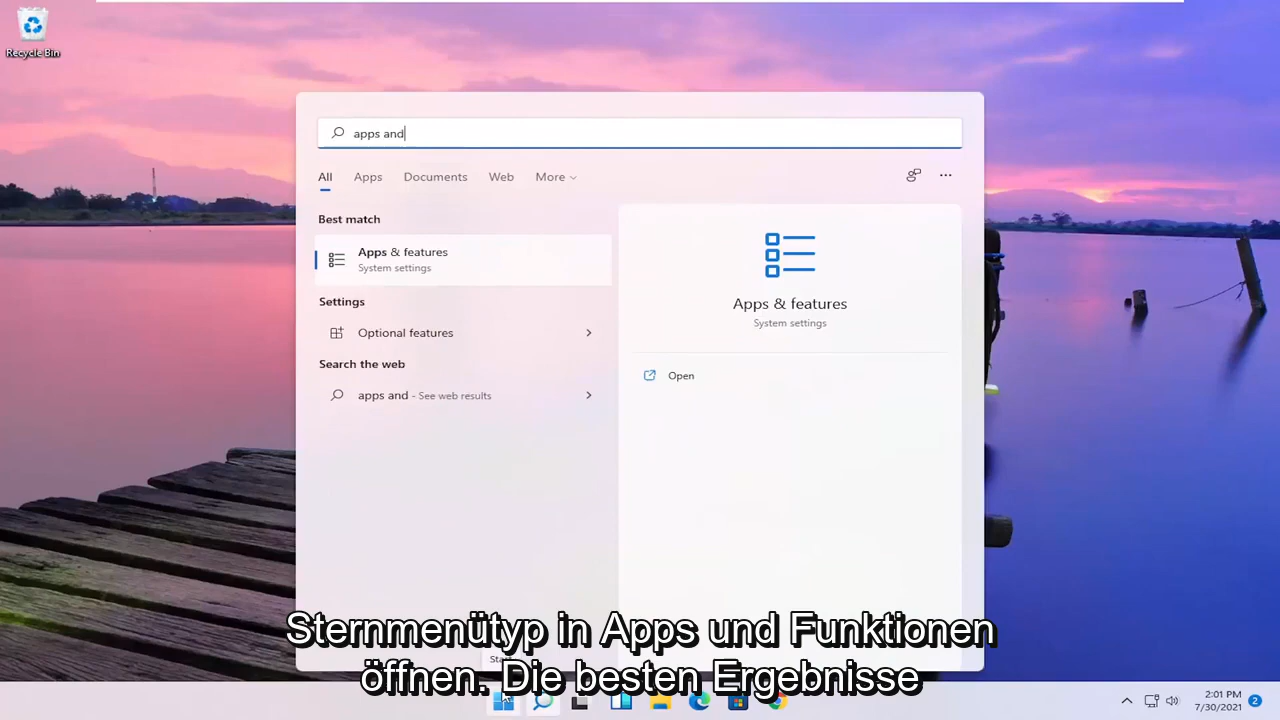 Recycle Bin
apps and
All Apps Documents Web More
Best match
Apps & features
System settings
Settings
Optional features
Search the web
apps and - See web results
Apps & features
System settings
Open
Sternmenütyp in Apps und Funktionen
öffnen. Die besten Ergebnisse
2:01 PM
7/30/2021
2